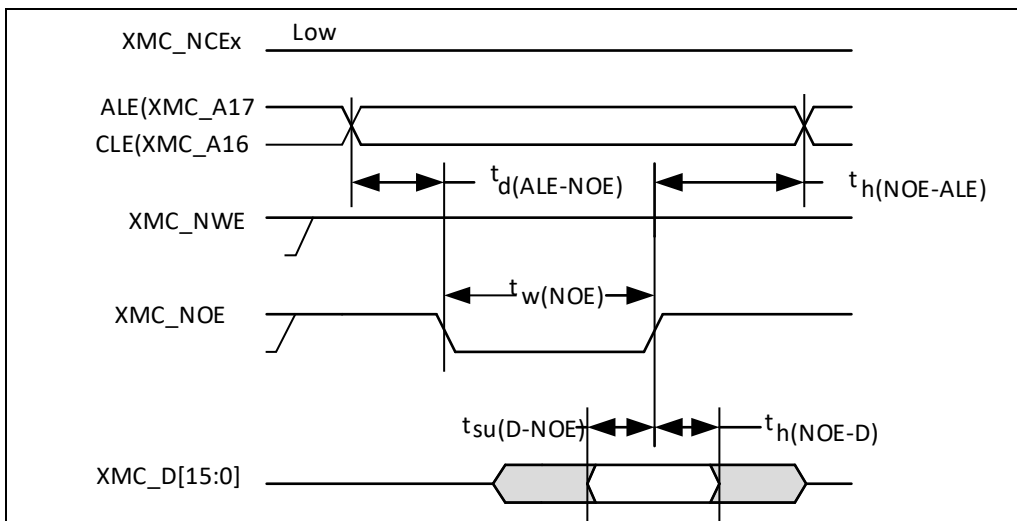 XMC_NCEx
Low
ALE(XMC_A17
CLE(XMC_A16
td(ALE-NOE)
th(NOE-ALE)
XMC_NWE
tw(NOE)
XMC_NOE
tsu(D-NOE)
th(NOE-D)
XMC_D[15:0]